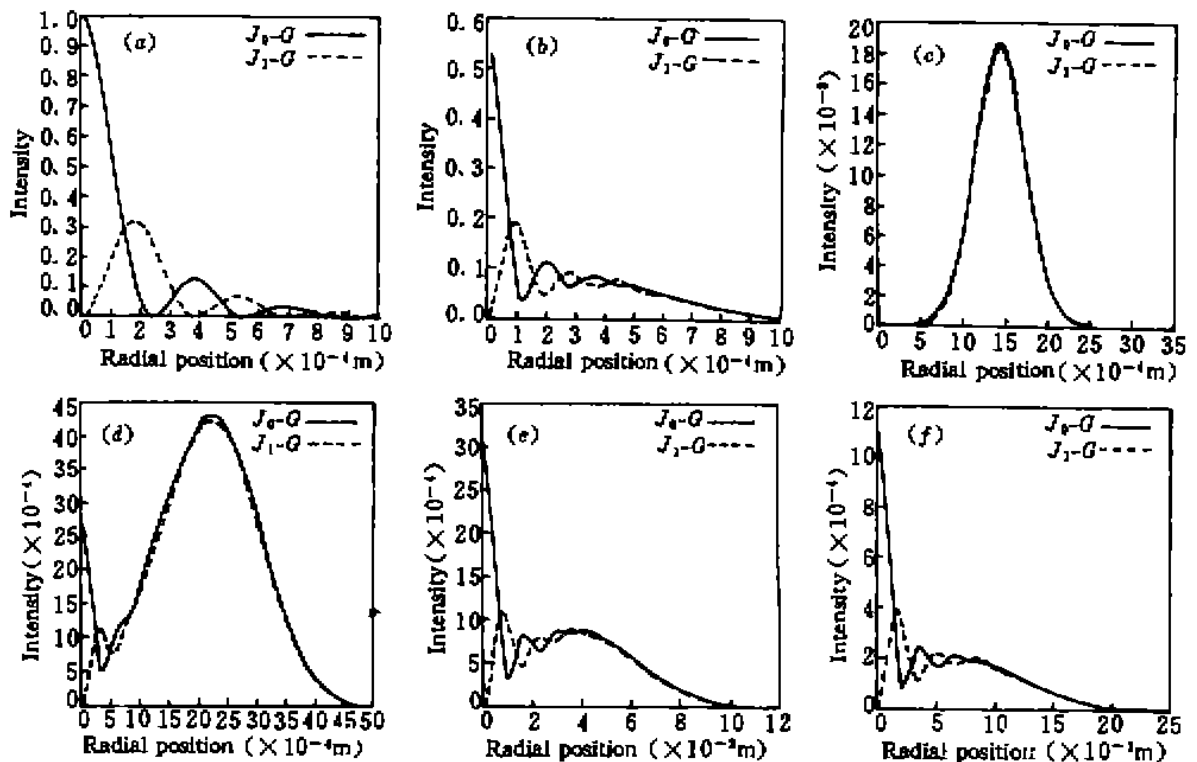 (a)
J₀-G
J₁-G
Intensity
1.0
0.9
0.8
0.7
0.6
0.5
0.4
0.3
0.2
0.1
0.0
0 2 3 4 5 6 7 8 9 10
Radial position (×10⁻⁴m)
(b)
J₀-G
J₁-G
Intensity
0.6
0.5
0.4
0.3
0.2
0.1
0.0
0 1 2 3 4 5 6 7 8 9 10
Radial position (×10⁻⁴m)
(c)
J₀-G
J₁-G
Intensity (×10⁻³)
20
18
16
14
12
10
8
6
4
2
0
0 5 10 15 20 25 30 35
Radial position (×10⁻⁴m)
(d)
J₀-G
J₁-G
Intensity (×10⁻⁴)
45
40
35
30
25
20
15
10
5
0
0 5 10 15 20 25 30 35 40 45 50
Radial position (×10⁻⁴m)
(e)
J₀-G
J₁-G
Intensity (×10⁻⁴)
35
30
25
20
15
10
5
0
0 2 4 6 8 10 12
Radial position (×10⁻³m)
(f)
J₀-G
J₁-G
Intensity (×10⁻⁴)
12
10
8
6
4
2
0
0 5 10 15 20 25
Radial position (×10⁻³m)